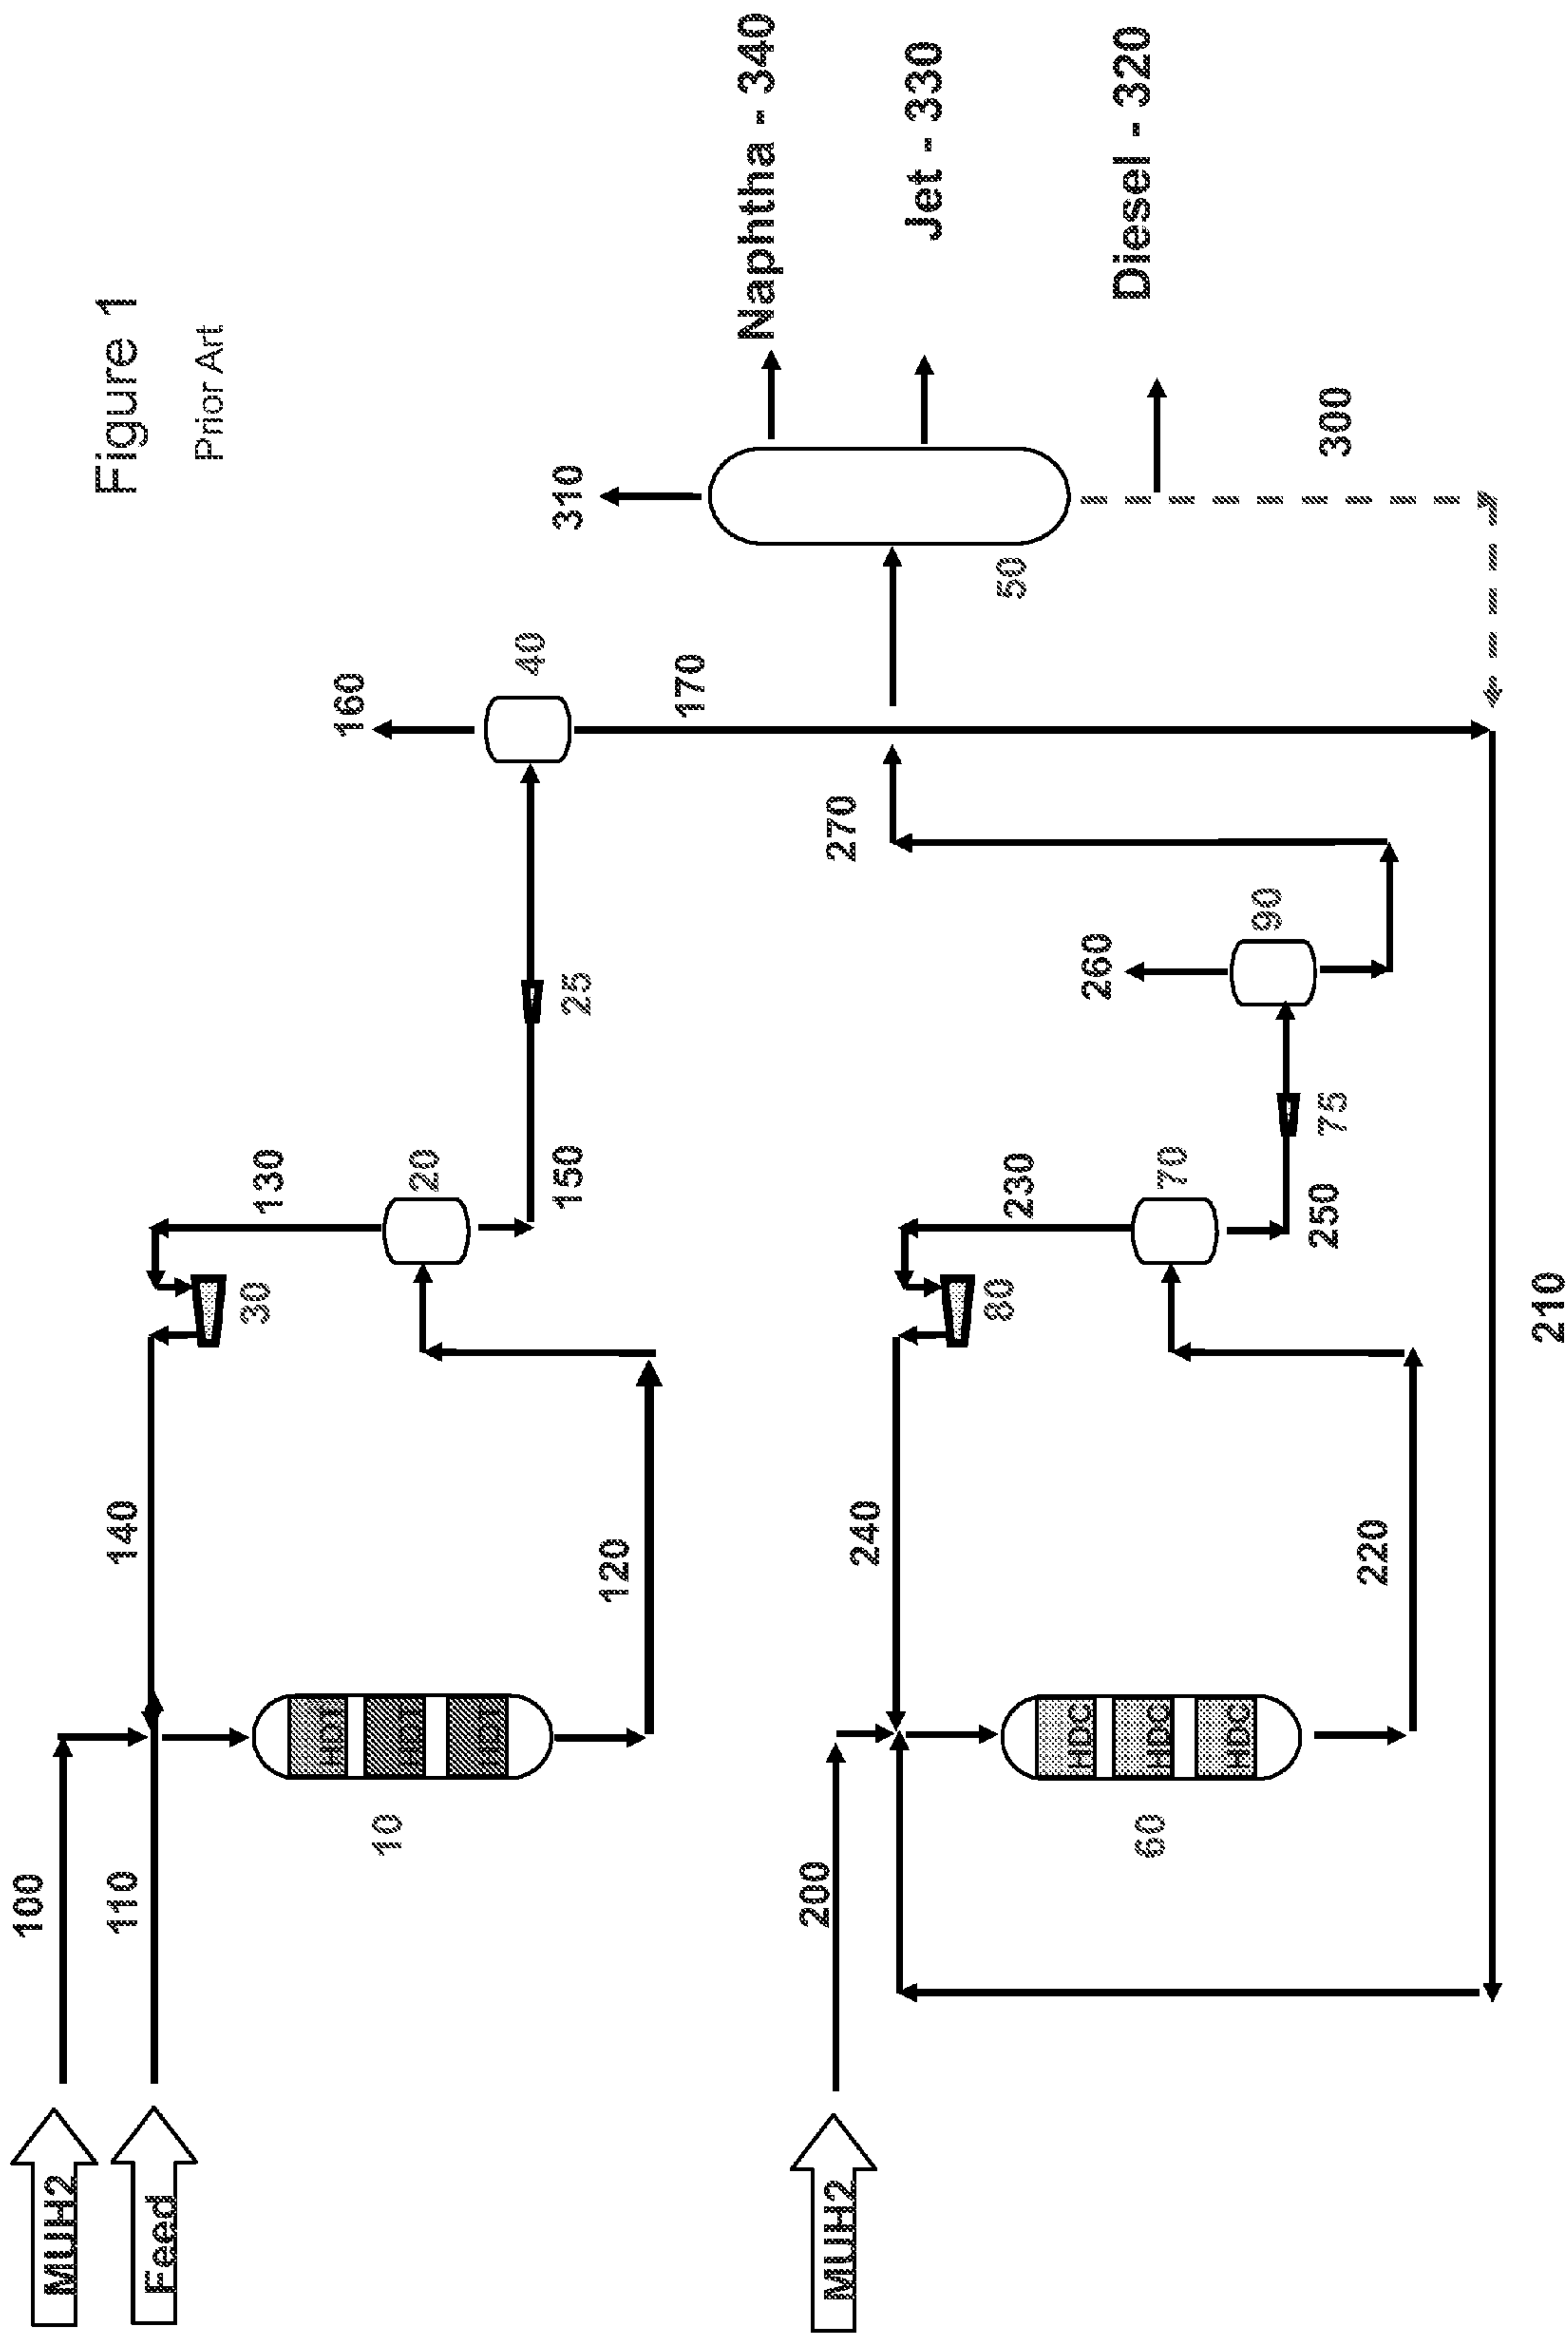 Figure 1
Prior Art
MUH2
100
Feed
110
140
130
30
20
150
25
160
40
170
10
HDT
HDT
HDT
120
310
50
Naphtha - 340
Jet - 330
Diesel - 320
300
MUH2
200
240
230
80
70
250
75
260
90
270
60
HDC
HDC
HDC
220
210